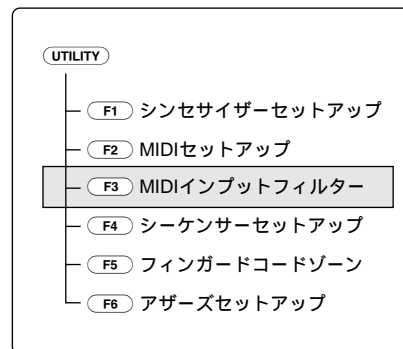 UTILITY
F1 シンセサイザーセットアップ
F2 MIDIセットアップ
F3 MIDIインプットフィルター
F4 シーケンサーセットアップ
F5 フィンガードコードゾーン
F6 アザーズセットアップ